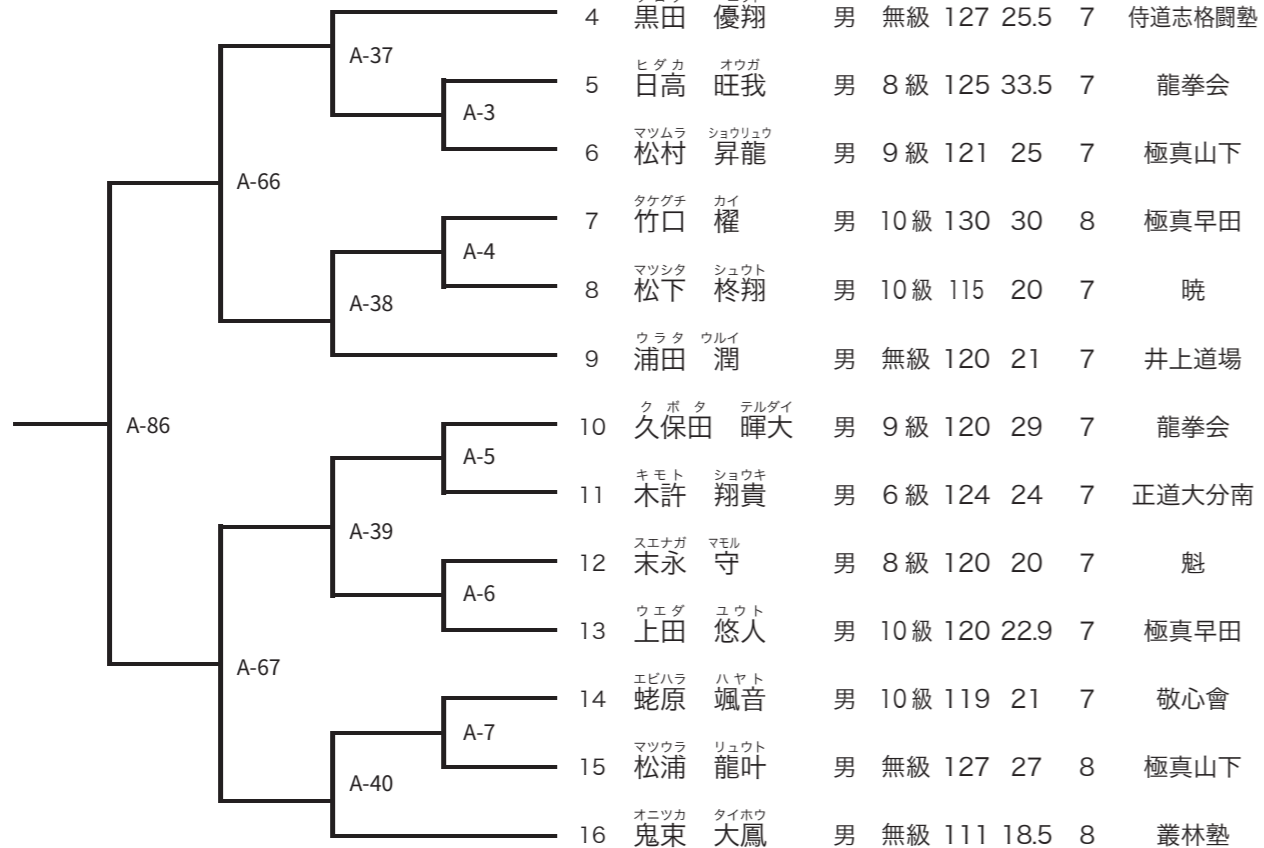 4 黒田 優翔 男 無級 127 25.5 7 侍道志格闘塾
A-37
ヒダカ オウガ
5 日高 旺我 男 8級 125 33.5 7 龍拳会
A-3
マツムラ ショウリュウ
6 松村 昇龍 男 9級 121 25 7 極真山下
A-66
タケグチ カイ
7 竹口 櫂 男 10級 130 30 8 極真早田
A-4
マツシタ シュウト
8 松下 柊翔 男 10級 115 20 7 暁
A-38
ウラタ ウルイ
9 浦田 潤 男 無級 120 21 7 井上道場
A-86
クボタ テルダイ
10 久保田 暉大 男 9級 120 29 7 龍拳会
A-5
キモト ショウキ
11 木許 翔貴 男 6級 124 24 7 正道大分南
A-39
スエナガ マモル
12 末永 守 男 8級 120 20 7 魁
A-6
ウエダ ユウト
13 上田 悠人 男 10級 120 22.9 7 極真早田
A-67
エビハラ ハヤト
14 蛯原 颯音 男 10級 119 21 7 敬心會
A-7
マツウラ リュウト
15 松浦 龍叶 男 無級 127 27 8 極真山下
A-40
オニツカ タイホウ
16 鬼束 大鳳 男 無級 111 18.5 8 叢林塾